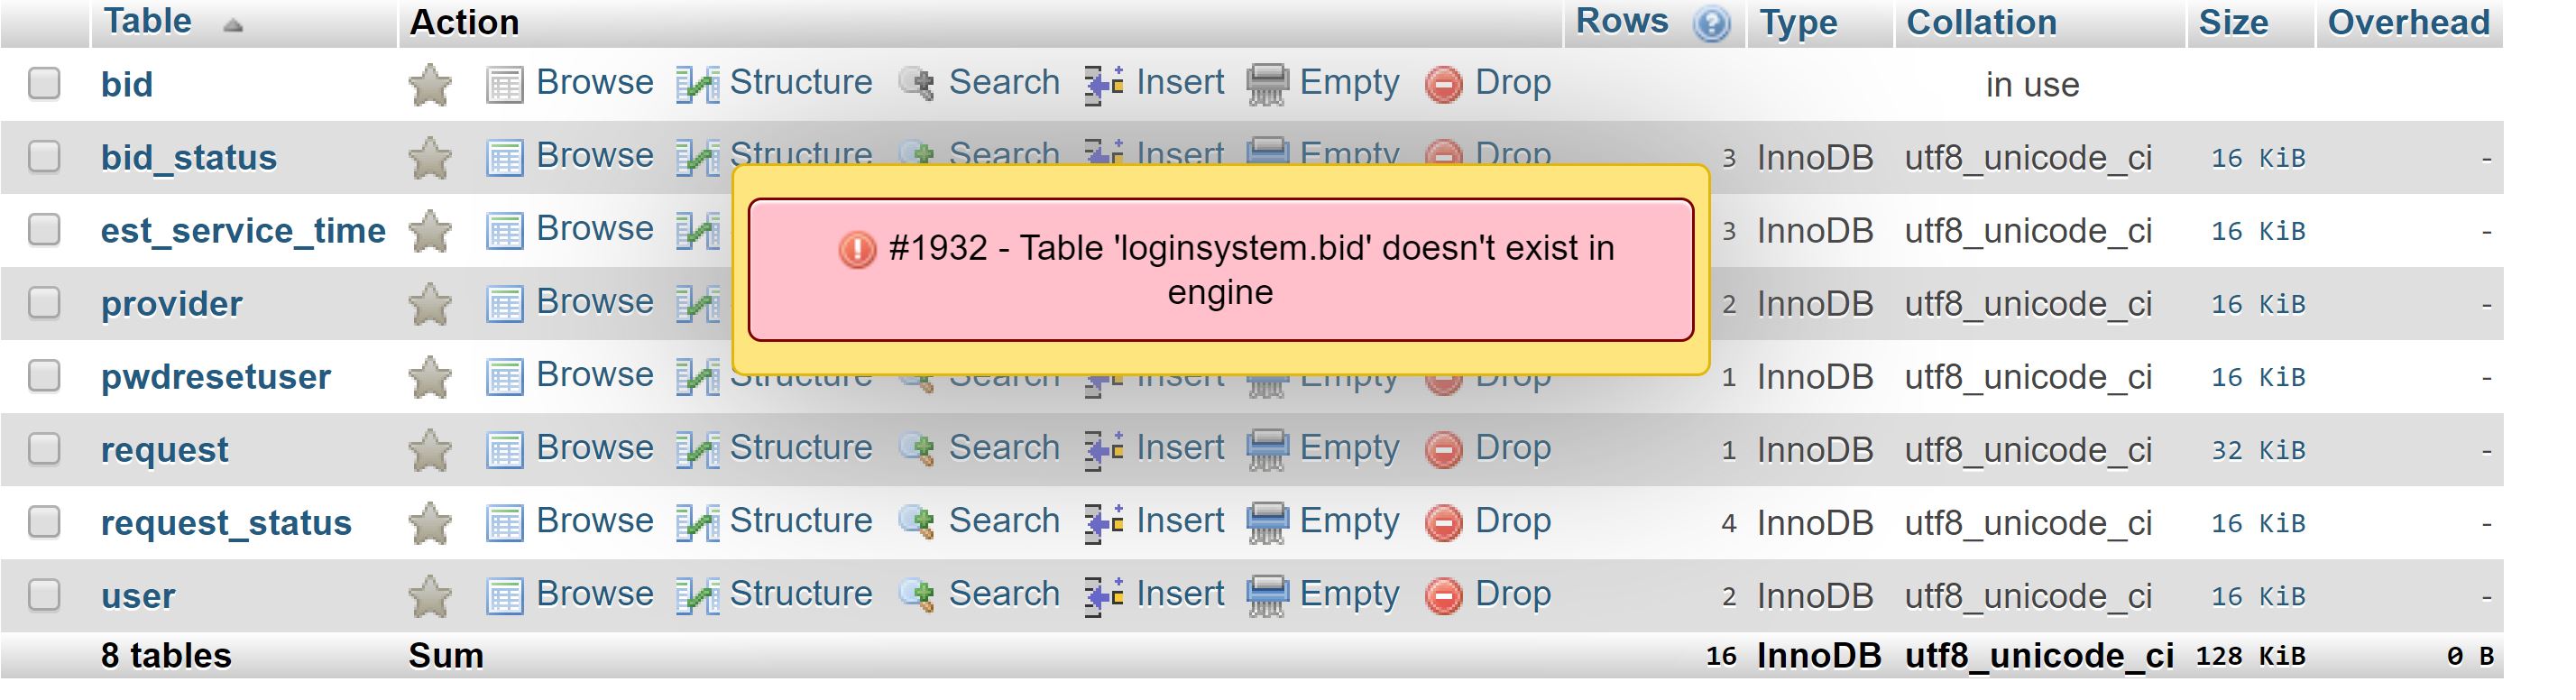 Table Action Rows Type Collation Size Overhead
bid Browse Structure Search Insert Empty Drop in use
bid_status Browse Structure Search Insert Empty Drop 3 InnoDB utf8_unicode_ci 16 KiB -
est_service_time Browse 3 InnoDB utf8_unicode_ci 16 KiB -
#1932 - Table 'loginsystem.bid' doesn't exist in
engine
provider Browse 2 InnoDB utf8_unicode_ci 16 KiB -
pwdresetuser Browse Structure Search Insert Empty Drop 1 InnoDB utf8_unicode_ci 16 KiB -
request Browse Structure Search Insert Empty Drop 1 InnoDB utf8_unicode_ci 32 KiB -
request_status Browse Structure Search Insert Empty Drop 4 InnoDB utf8_unicode_ci 16 KiB -
user Browse Structure Search Insert Empty Drop 2 InnoDB utf8_unicode_ci 16 KiB -
8 tables Sum 16 InnoDB utf8_unicode_ci 128 KiB 0 B